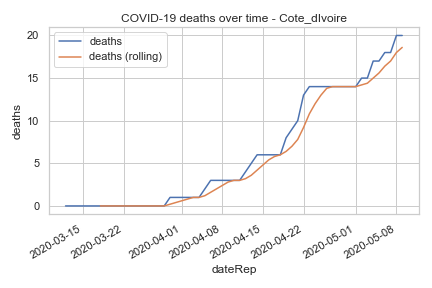 COVID-19 deaths over time - Cote_dIvoire
deaths
deaths (rolling)
20
15
10
5
0
deaths
2020-03-15
2020-03-22
2020-04-01
2020-04-08
2020-04-15
2020-04-22
2020-05-01
2020-05-08
dateRep